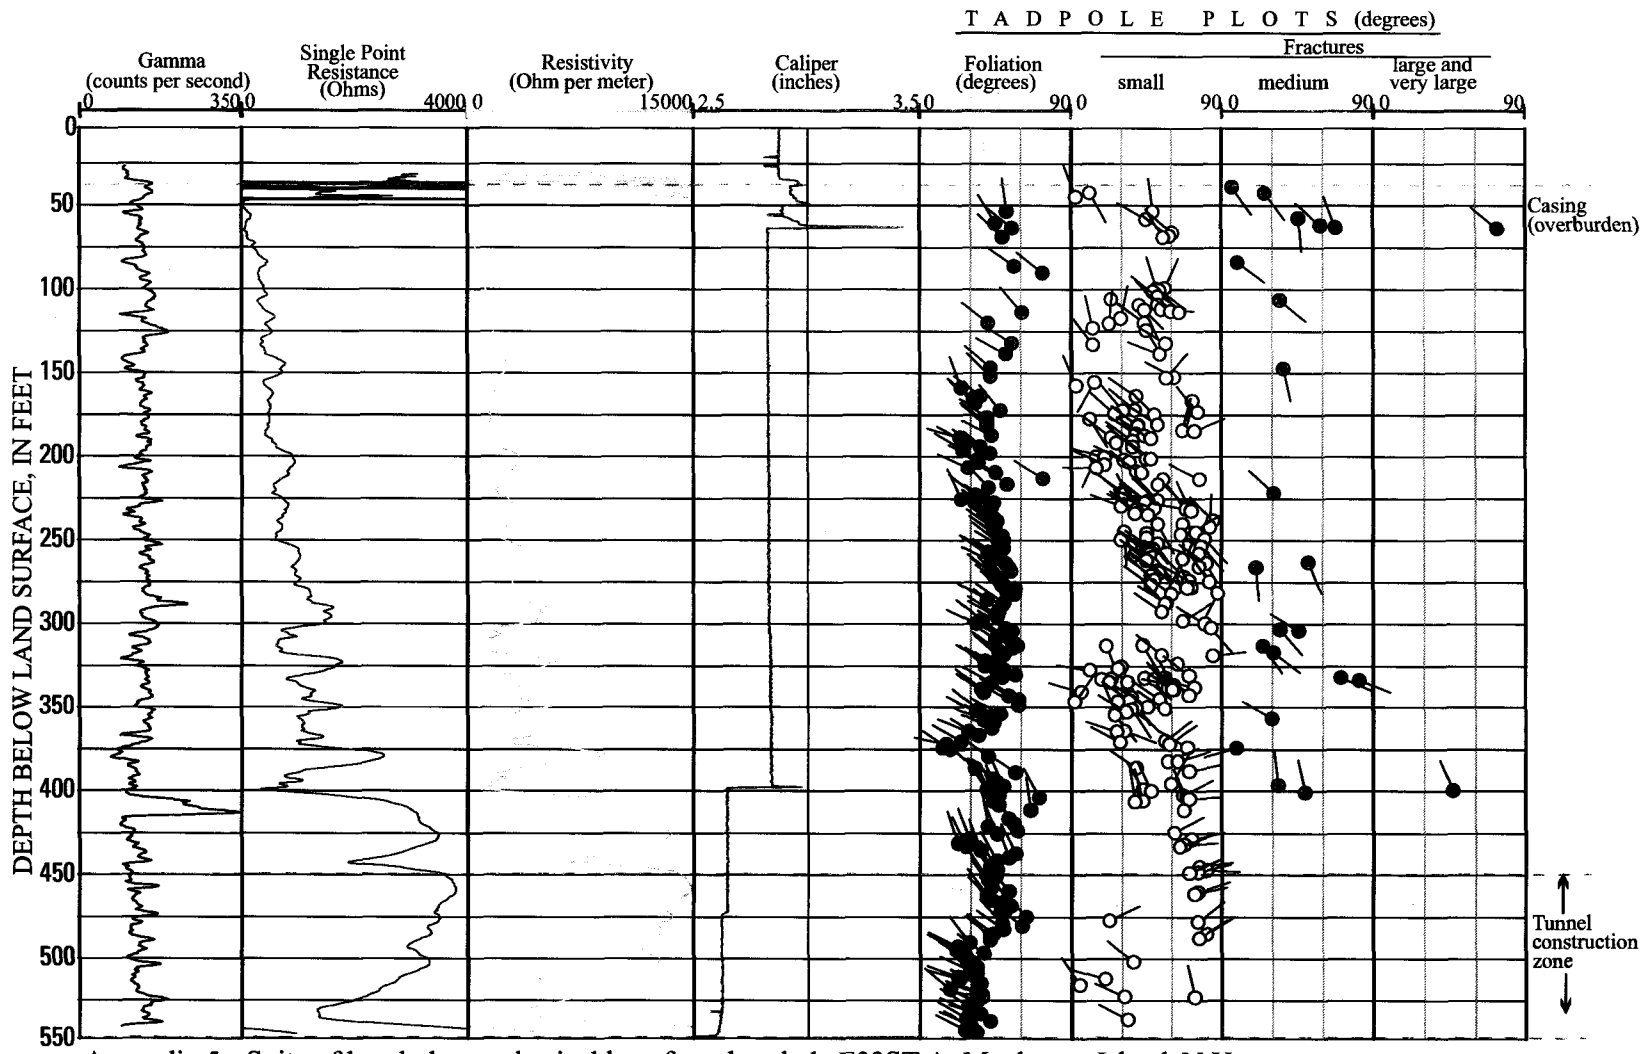 T A D P O L E P L O T S (degrees)
Fractures
Gamma
(counts per second)
Single Point
Resistance
(Ohms)
Resistivity
(Ohm per meter)
Caliper
(inches)
Foliation
(degrees)
small
medium
large and
very large
0 350 0 4000 0 15000 2.5 3.5 0 90 0 90 0 90 0 90
0
50
100
150
200
250
300
350
400
450
500
550
DEPTH BELOW LAND SURFACE, IN FEET
Casing
(overburden)
Tunnel
construction
zone